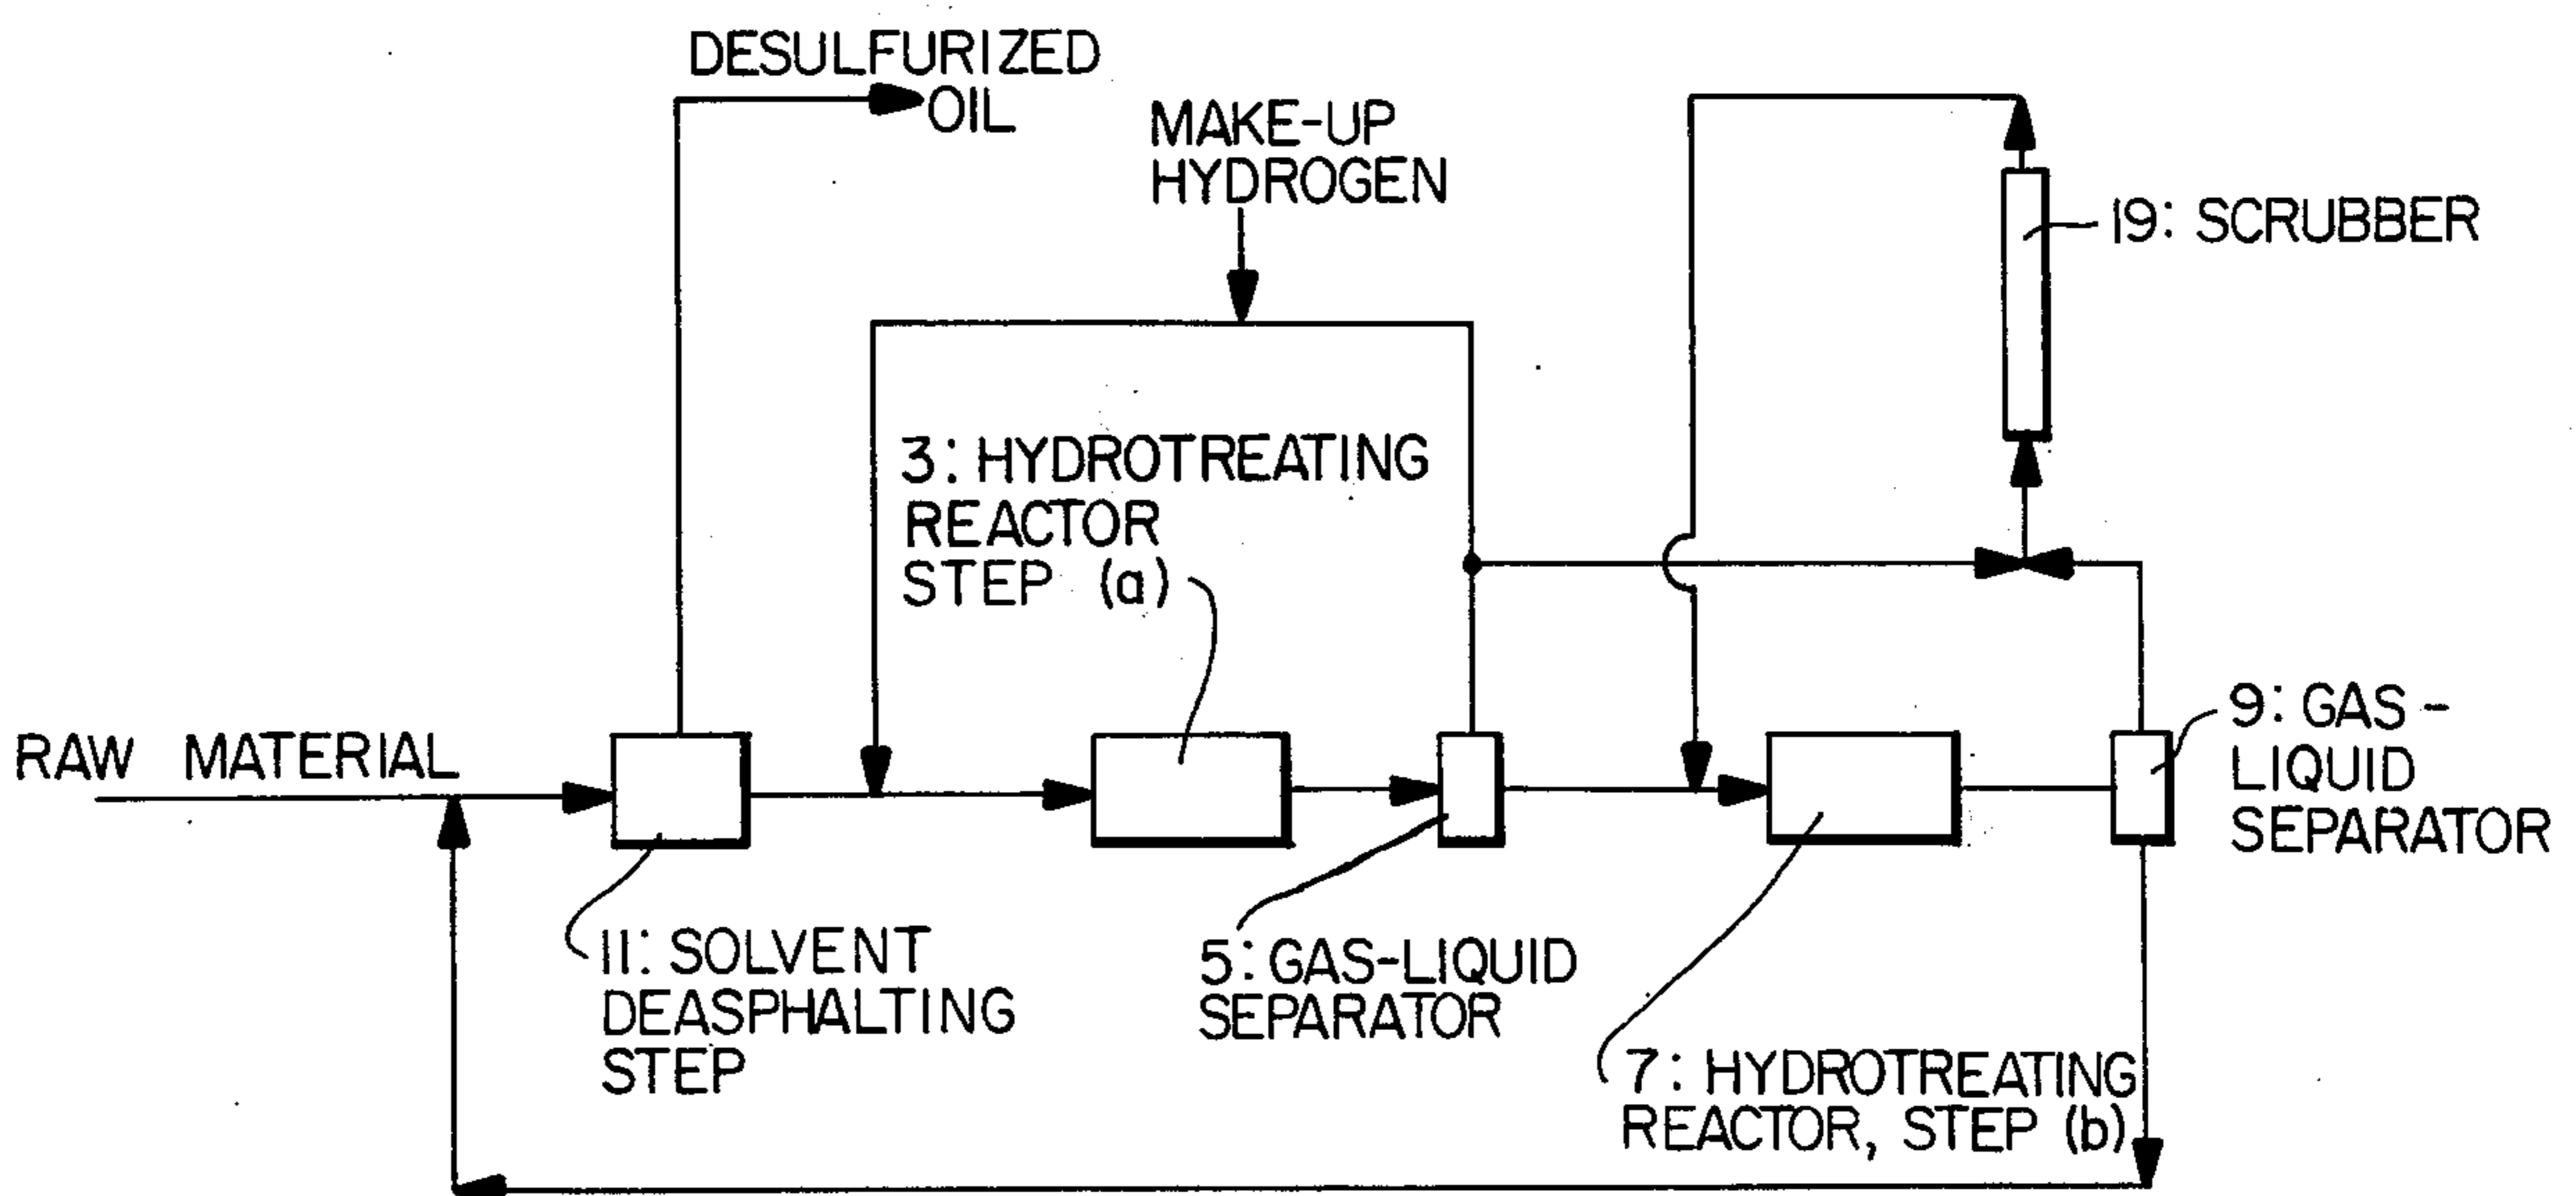 DESULFURIZED
OIL
MAKE-UP
HYDROGEN
19: SCRUBBER
3: HYDROTREATING
REACTOR
STEP (a)
RAW MATERIAL
9: GAS-
LIQUID
SEPARATOR
11: SOLVENT
DEASPHALTING
STEP
5: GAS-LIQUID
SEPARATOR
7: HYDROTREATING
REACTOR, STEP (b)